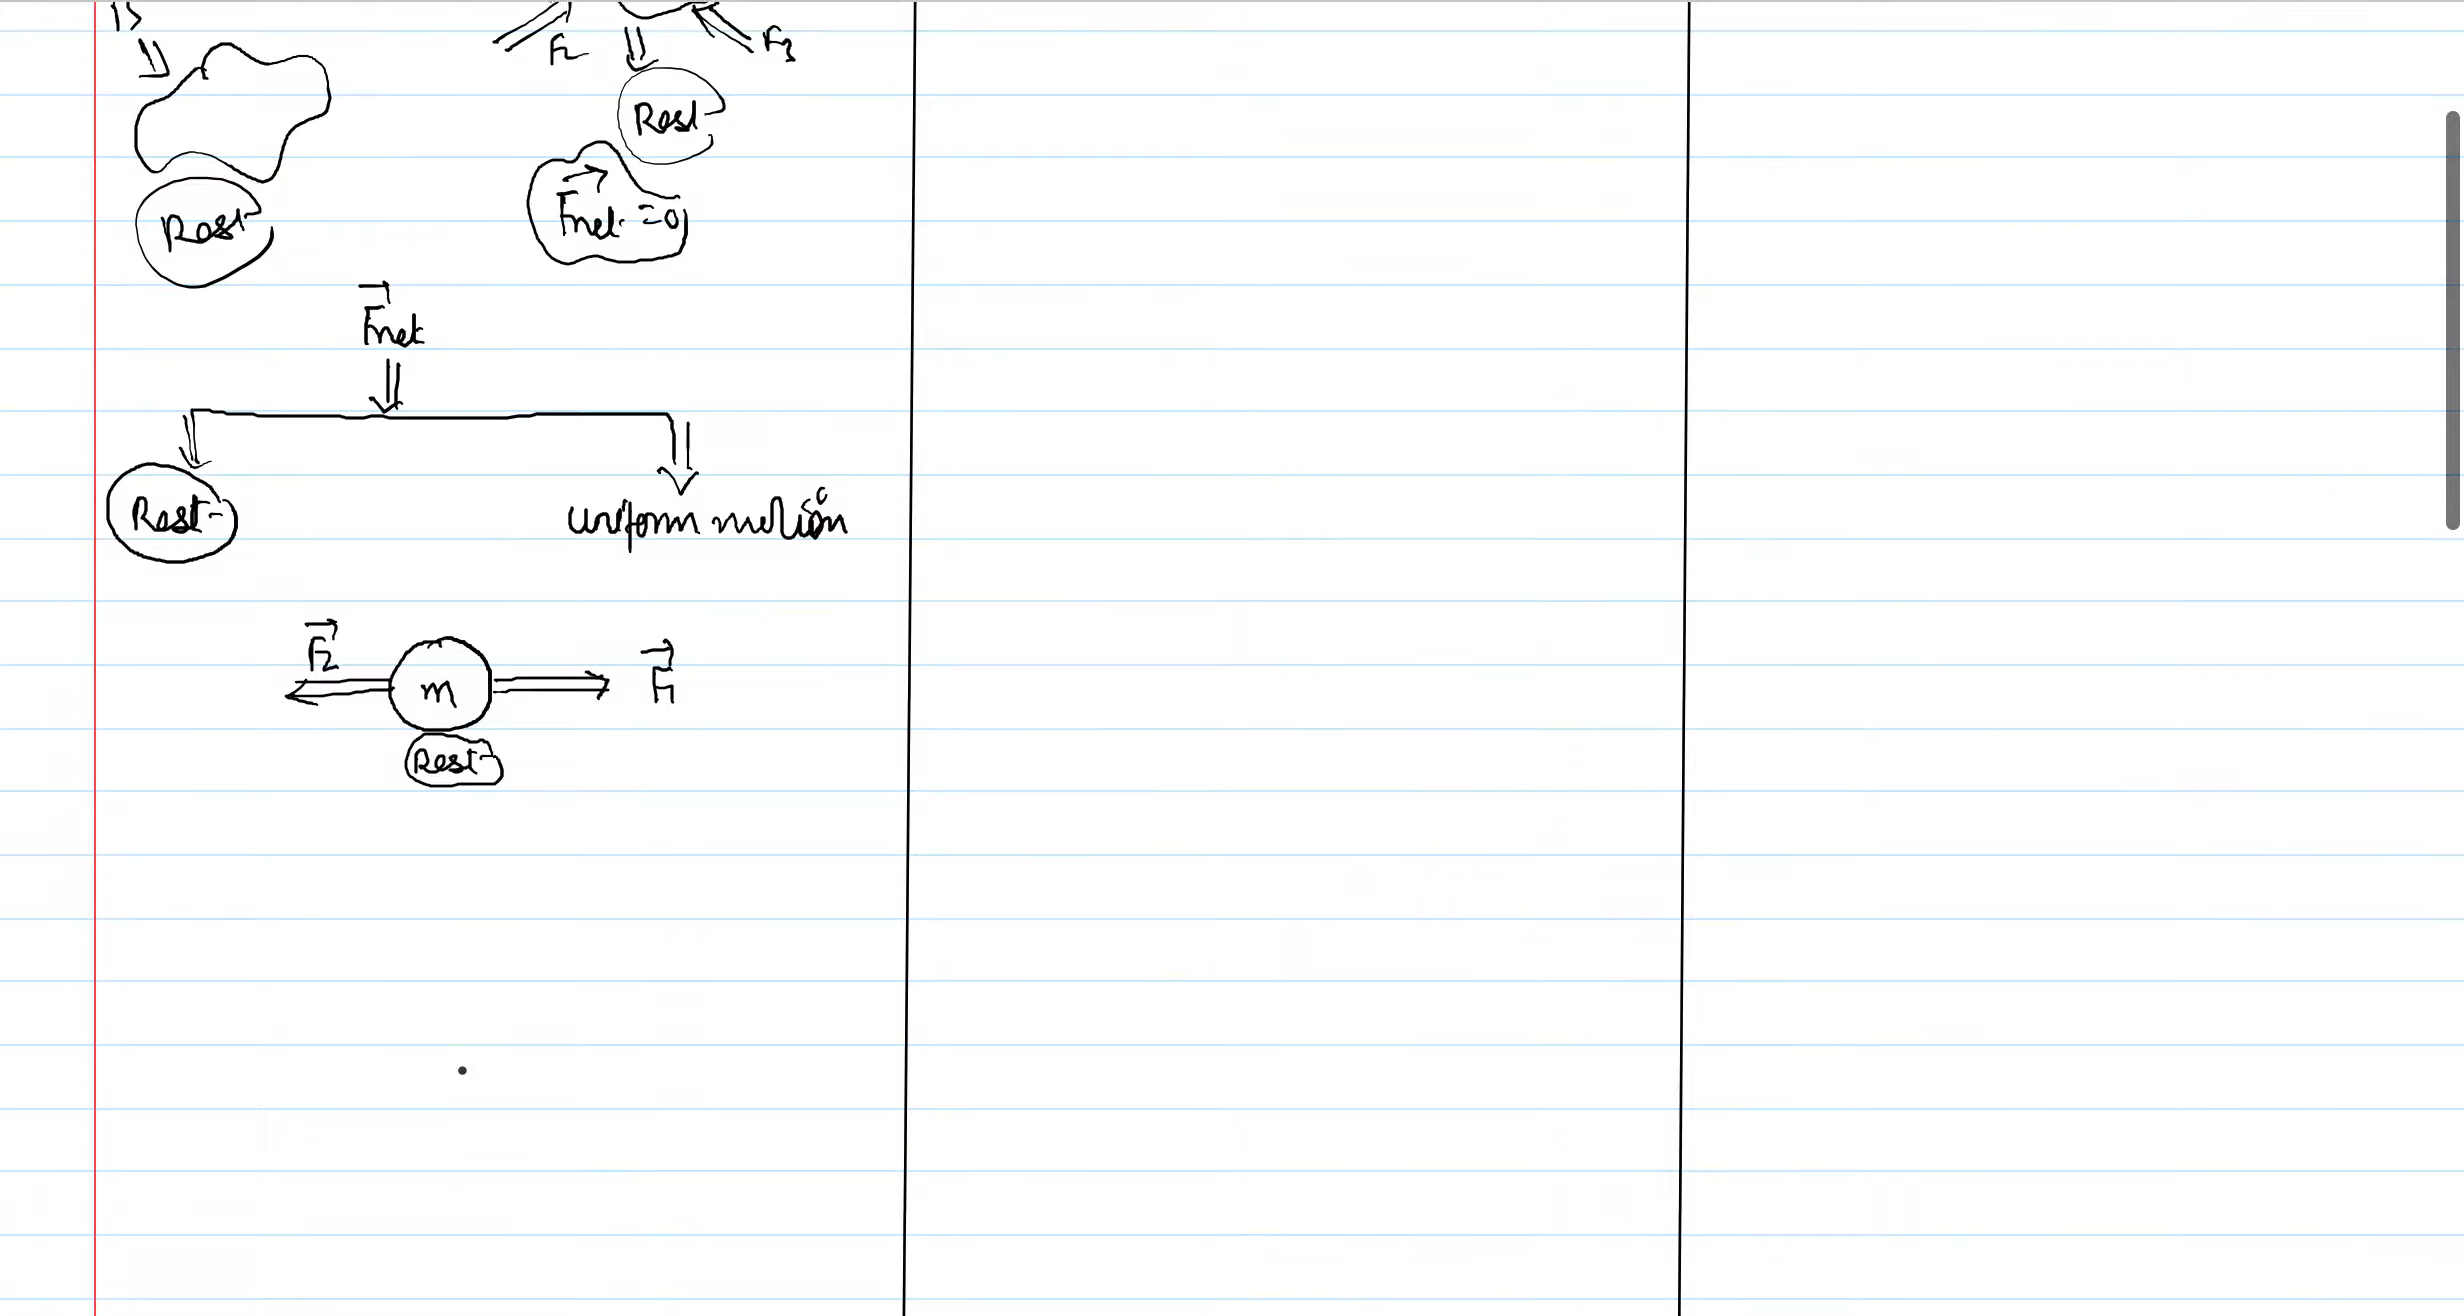 F2 F3
Rest
Rest
Fnet = 0
Fnet
Rest
uniform motion
F2 m F1
Rest